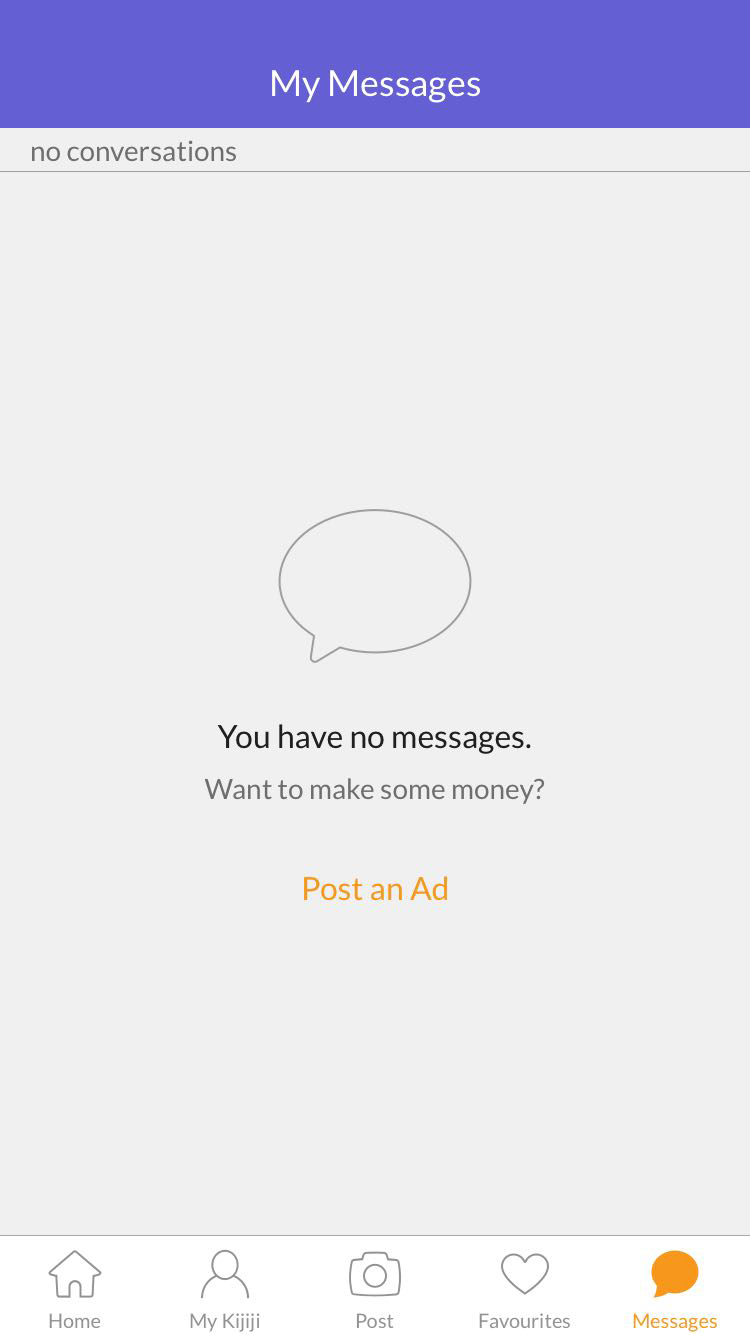 My Messages
no conversations
You have no messages.
Want to make some money?
Post an Ad
Home
My Kijiji
Post
Favourites
Messages